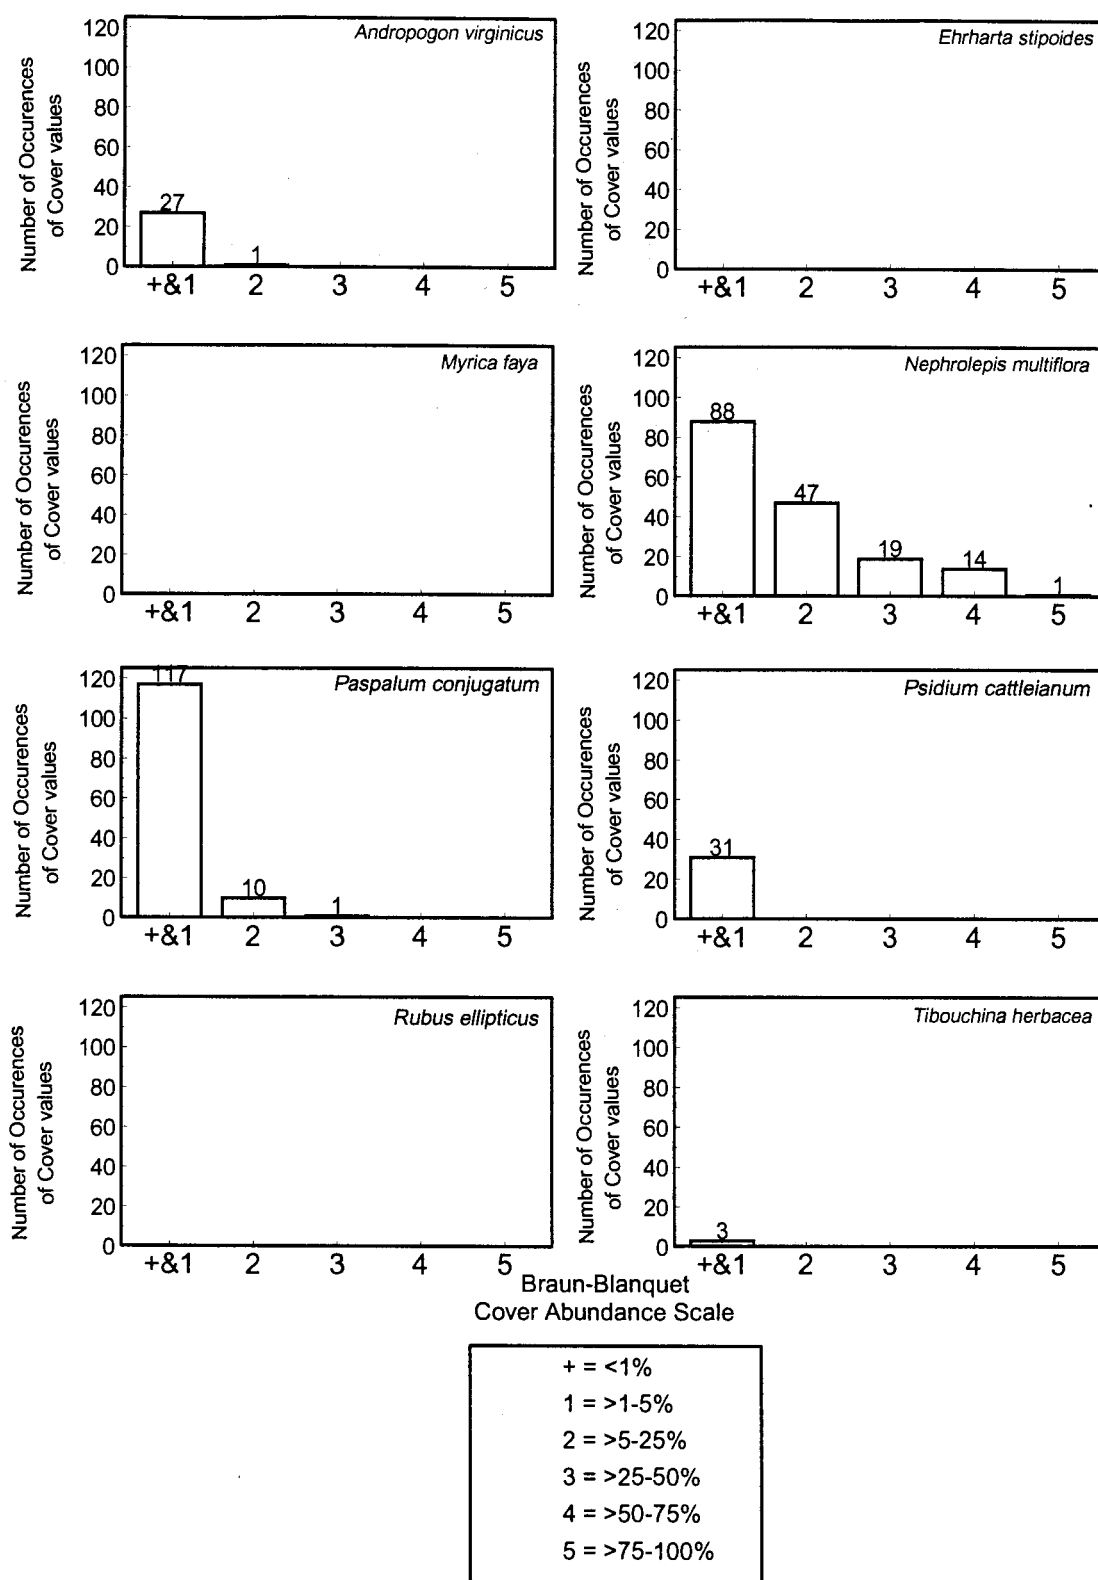 Andropogon virginicus
Number of Occurences
of Cover values
120
100
80
60
40
20
0
27
1
+&1 2 3 4 5
Ehrharta stipoides
Number of Occurences
of Cover values
120
100
80
60
40
20
0
+&1 2 3 4 5
Myrica faya
Number of Occurences
of Cover values
120
100
80
60
40
20
0
+&1 2 3 4 5
Nephrolepis multiflora
Number of Occurences
of Cover values
120
100
80
60
40
20
0
88
47
19
14
1
+&1 2 3 4 5
Paspalum conjugatum
Number of Occurences
of Cover values
120
100
80
60
40
20
0
117
10
1
+&1 2 3 4 5
Psidium cattleianum
Number of Occurences
of Cover values
120
100
80
60
40
20
0
31
+&1 2 3 4 5
Rubus ellipticus
Number of Occurences
of Cover values
120
100
80
60
40
20
0
+&1 2 3 4 5
Tibouchina herbacea
Number of Occurences
of Cover values
120
100
80
60
40
20
0
3
+&1 2 3 4 5
Braun-Blanquet
Cover Abundance Scale
+ = <1%
1 = >1-5%
2 = >5-25%
3 = >25-50%
4 = >50-75%
5 = >75-100%